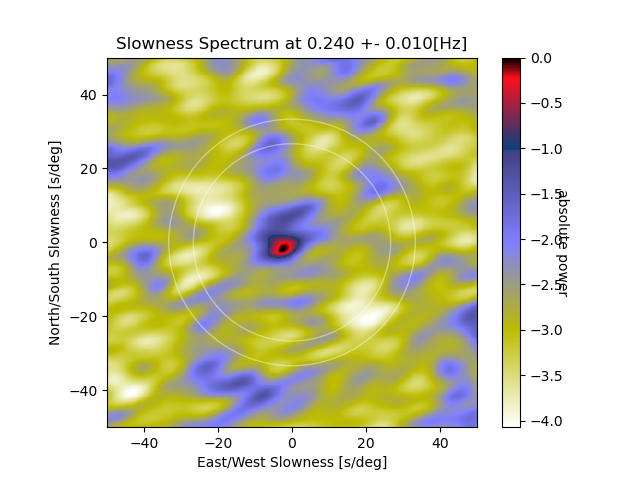 Slowness Spectrum at 0.240 +- 0.010[Hz]
North/South Slowness [s/deg]
40
20
0
−20
−40
−40 −20 0 20 40
East/West Slowness [s/deg]
0.0
−0.5
−1.0
−1.5
−2.0
−2.5
−3.0
−3.5
−4.0
absolute power